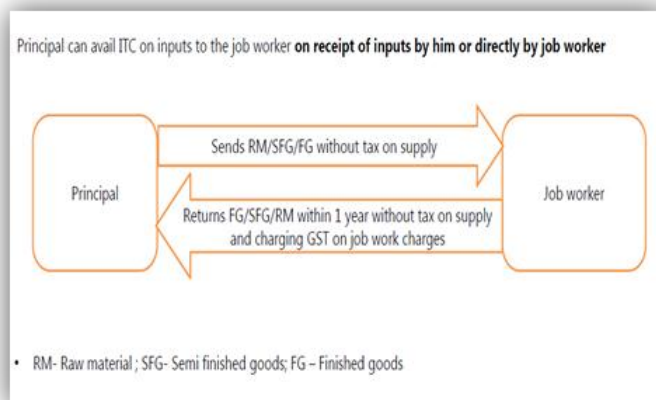 Principal can avail ITC on inputs to the job worker on receipt of inputs by him or directly by job worker
Sends RM/SFG/FG without tax on supply
Principal
Job worker
Returns FG/SFG/RM within 1 year without tax on supply
and charging GST on job work charges
• RM- Raw material ; SFG- Semi finished goods; FG – Finished goods